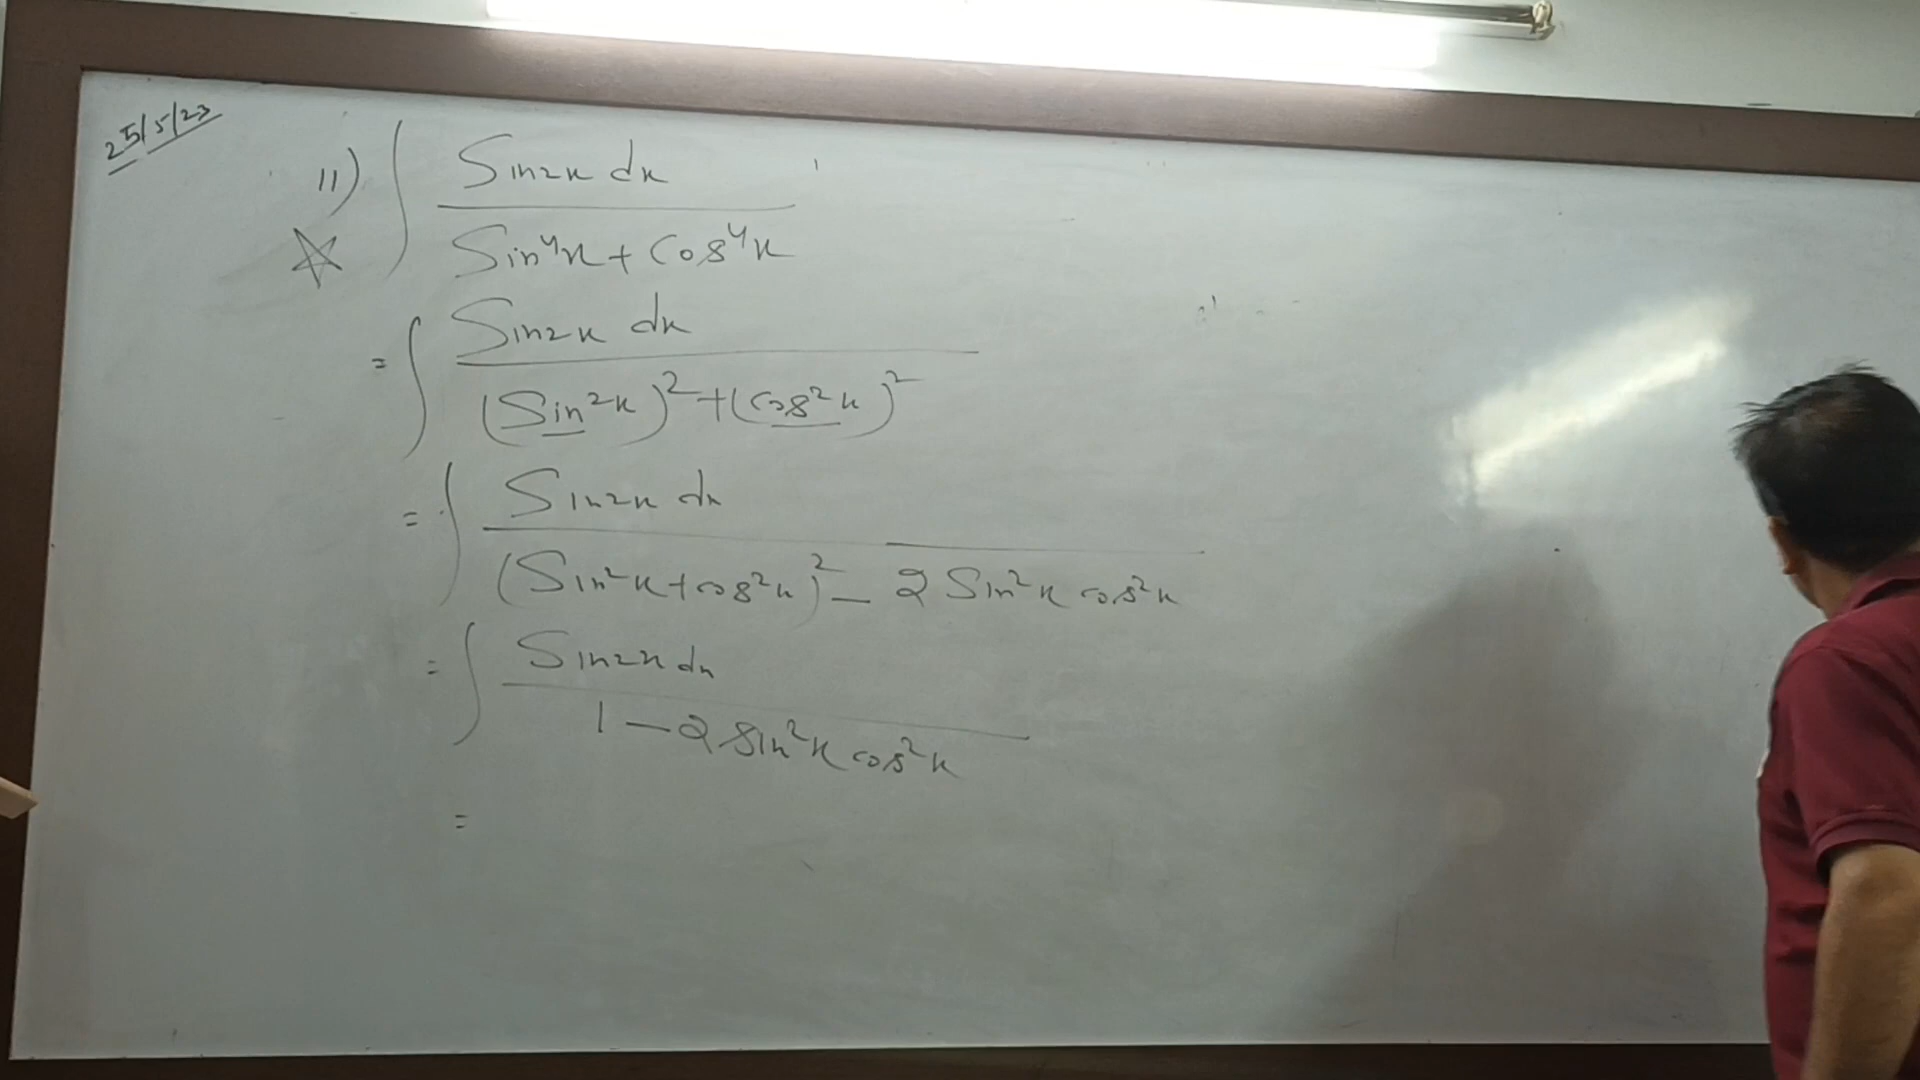 25/5/23
11) ∫ Sin2x dx / Sin⁴x + Cos⁴x
= ∫ Sin2x dx / (Sin²x)² + (Cos²x)²
= ∫ Sin2x dx / (Sin²x + cos²x)² - 2 Sin²x cos²x
= ∫ Sin2x dx / 1 - 2 Sin²x cos²x
=